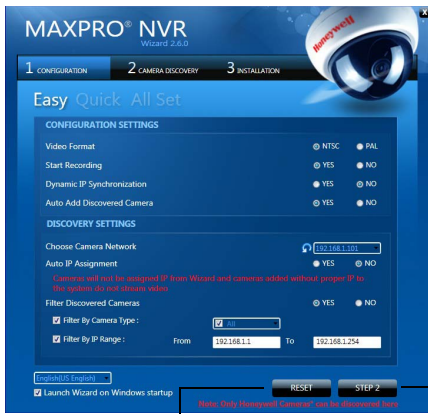 MAXPRO® NVR
Wizard 2.6.0
X
Honeywell
1 CONFIGURATION 2 CAMERA DISCOVERY 3 INSTALLATION
Easy Quick All Set
CONFIGURATION SETTINGS
Video Format NTSC PAL
Start Recording YES NO
Dynamic IP Synchronization YES NO
Auto Add Discovered Camera YES NO
DISCOVERY SETTINGS
Choose Camera Network 192.168.1.101
Auto IP Assignment YES NO
Cameras will not be assigned IP from Wizard and cameras added without proper IP to
the system do not stream video
Filter Discovered Cameras YES NO
Filter By Camera Type : All
Filter By IP Range : From 192.168.1.1 To 192.168.1.254
English(US English)
Launch Wizard on Windows startup
RESET STEP 2
Note: Only Honeywell Cameras* can be discovered here